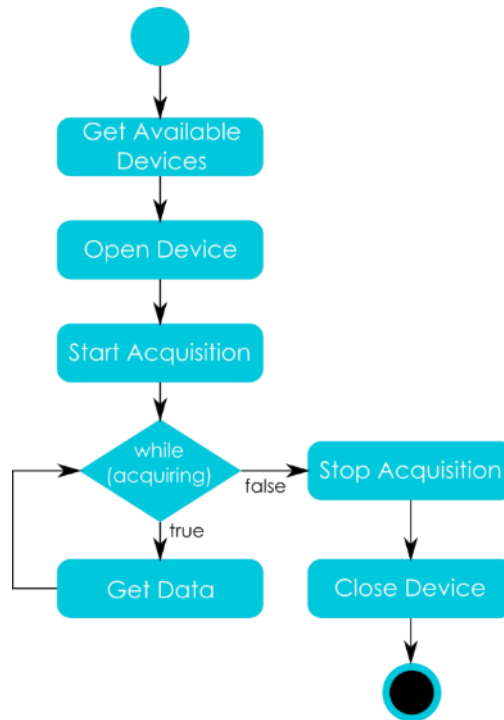 Get Available
Devices
Open Device
Start Acquisition
while
(acquiring)
false
Stop Acquisition
true
Get Data
Close Device